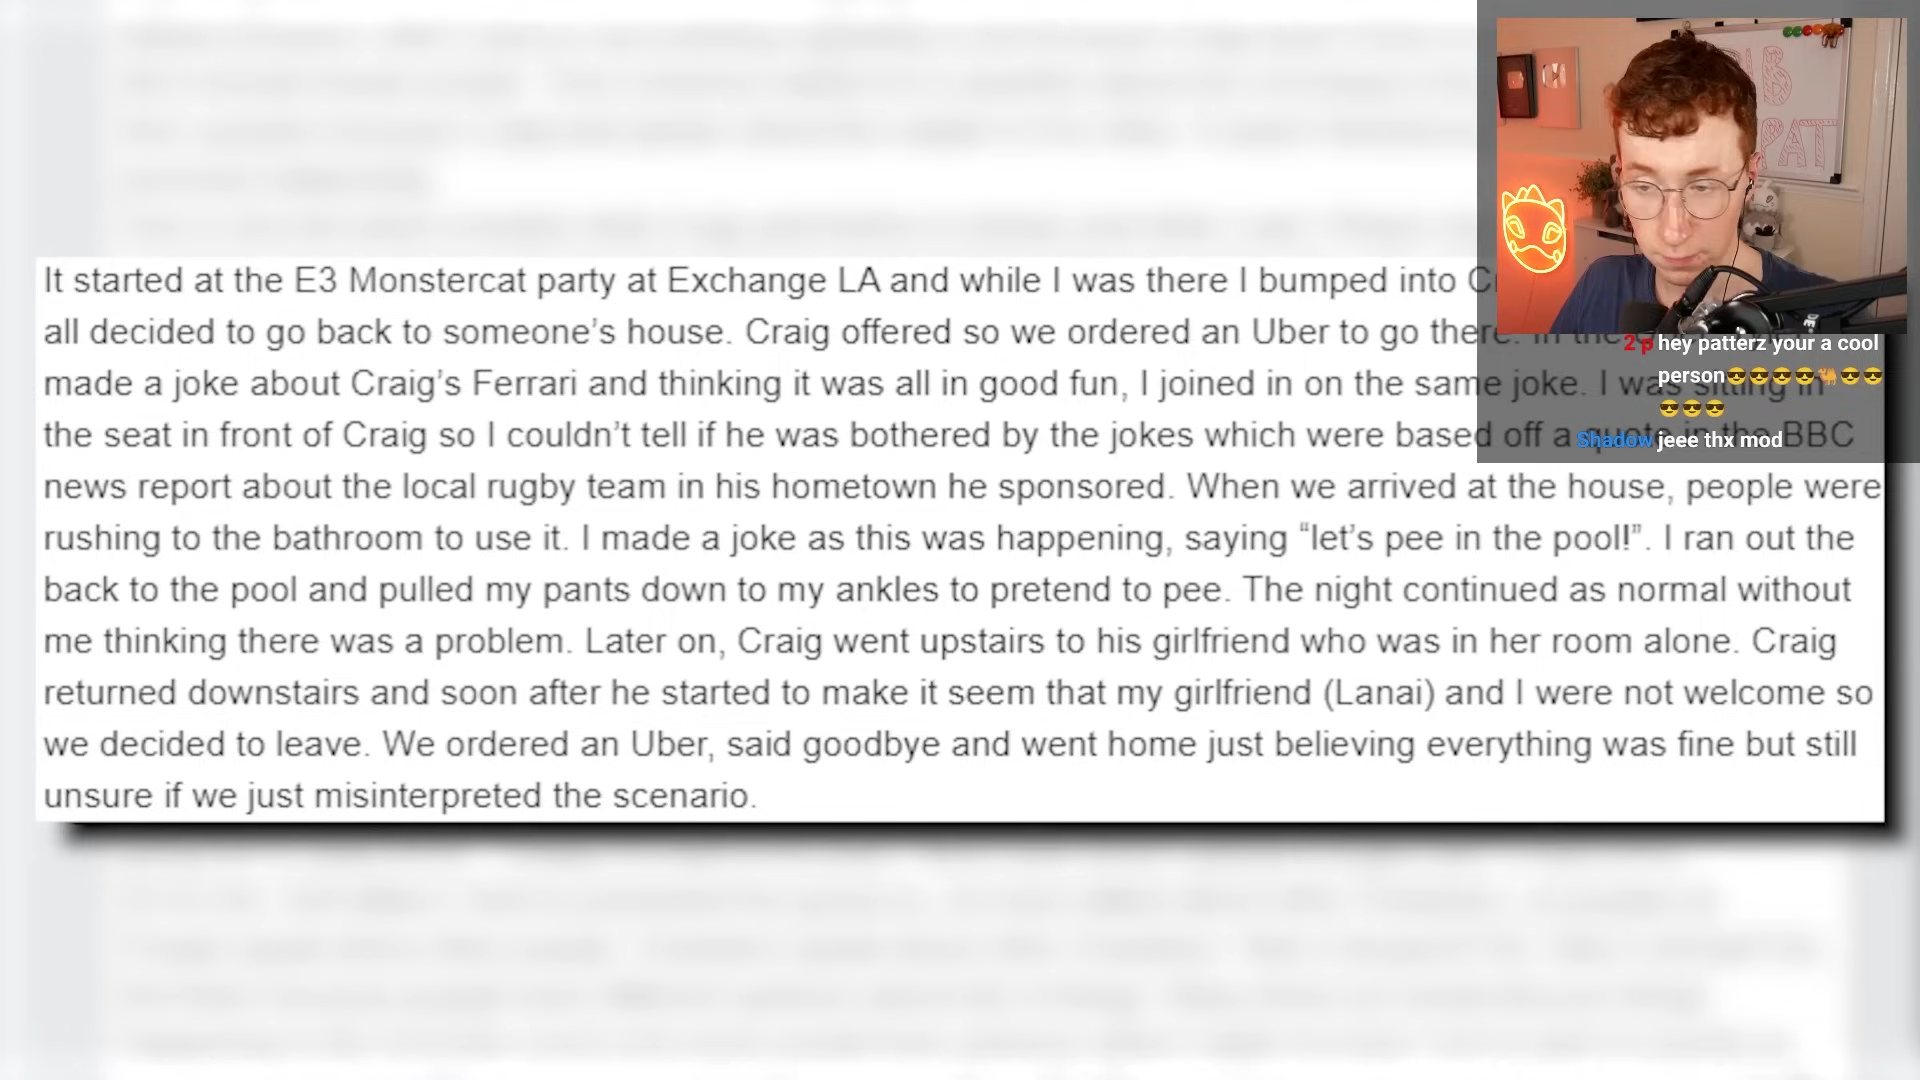 It started at the E3 Monstercat party at Exchange LA and while I was there I bumped into
all decided to go back to someone’s house. Craig offered so we ordered an Uber to go there. In the
made a joke about Craig’s Ferrari and thinking it was all in good fun, I joined in on the same joke. I was sitting in
the seat in front of Craig so I couldn’t tell if he was bothered by the jokes which were based off a quote in the BBC
news report about the local rugby team in his hometown he sponsored. When we arrived at the house, people were
rushing to the bathroom to use it. I made a joke as this was happening, saying “let’s pee in the pool!”. I ran out the
back to the pool and pulled my pants down to my ankles to pretend to pee. The night continued as normal without
me thinking there was a problem. Later on, Craig went upstairs to his girlfriend who was in her room alone. Craig
returned downstairs and soon after he started to make it seem that my girlfriend (Lanai) and I were not welcome so
we decided to leave. We ordered an Uber, said goodbye and went home just believing everything was fine but still
unsure if we just misinterpreted the scenario.
2 p hey patterz your a cool
person😎😎😎😎🐫😎😎
😎😎😎
Shadow jeee thx mod